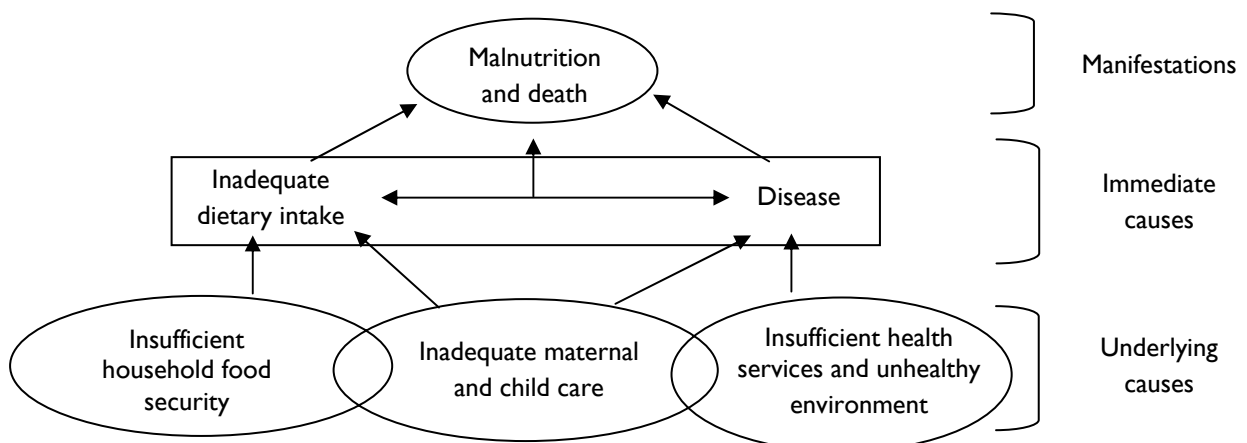 Malnutrition
and death
Manifestations
Inadequate
dietary intake
Disease
Immediate
causes
Insufficient
household food
security
Inadequate maternal
and child care
Insufficient health
services and unhealthy
environment
Underlying
causes